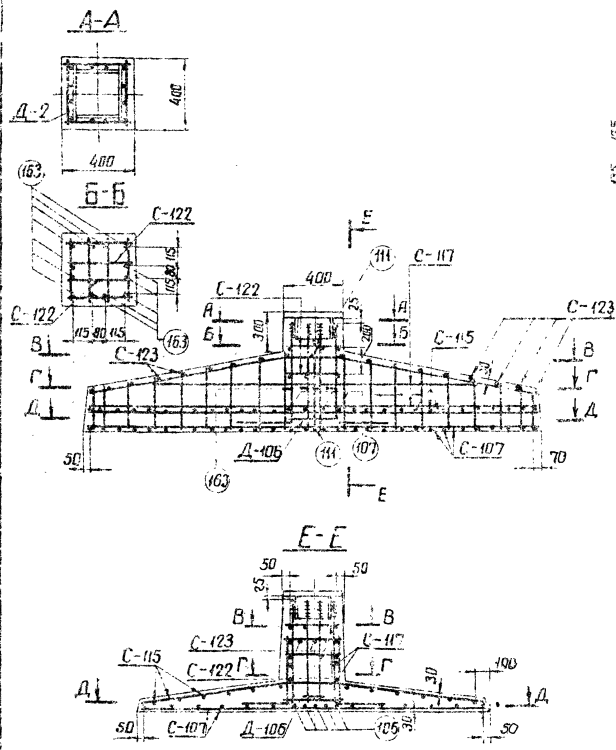 А-А
Д-2
400
400
163
Б-Б
С-122
115
80
115
С-122
115 80 115
163
Е
111
400
С-117
С-122
25
А
А
С-123
Б
300
200
Б
В
С-123
С-115
В
Г
Г
Д
Д
50
Д-106
111
107
С-107
70
163
Е
Е-Е
50
50
25
В
В
С-123
С-117
С-115
С-122
Г
Г
100
30
Д
Д
50
С-107
Д-106
106
30
50